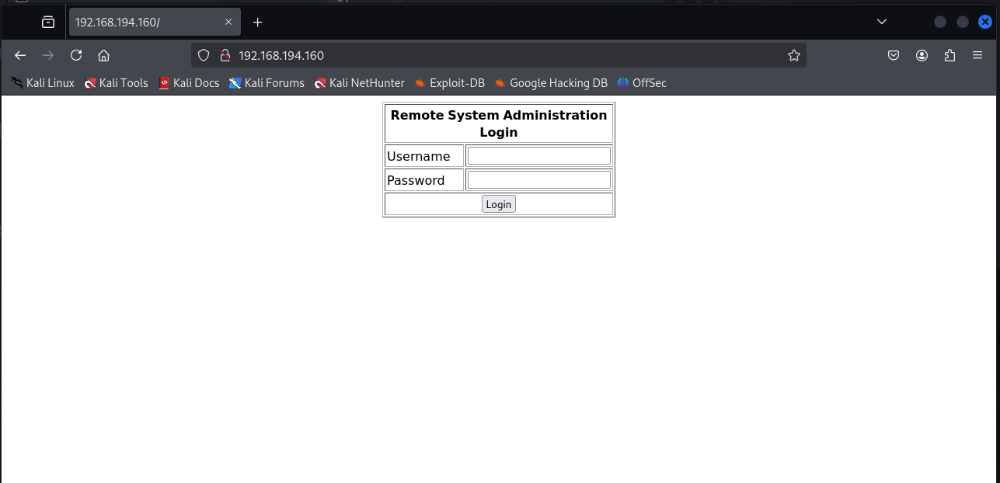 192.168.194.160/
192.168.194.160
Kali Linux Kali Tools Kali Docs Kali Forums Kali NetHunter Exploit-DB Google Hacking DB OffSec
Remote System Administration
Login
Username
Password
Login